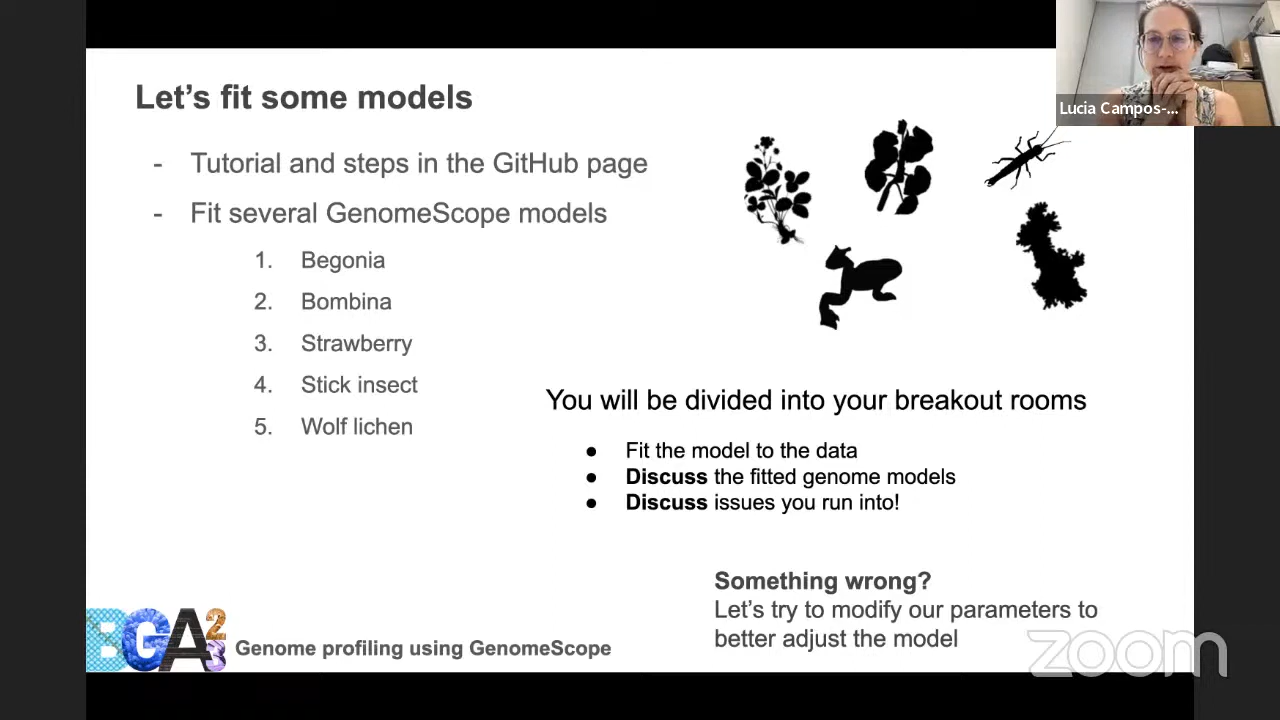 Let's fit some models
- Tutorial and steps in the GitHub page
- Fit several GenomeScope models
1. Begonia
2. Bombina
3. Strawberry
4. Stick insect
5. Wolf lichen
Lucia Campos-...
You will be divided into your breakout rooms
● Fit the model to the data
● Discuss the fitted genome models
● Discuss issues you run into!
Something wrong?
Let's try to modify our parameters to
better adjust the model
BGA
Genome profiling using GenomeScope
zoom